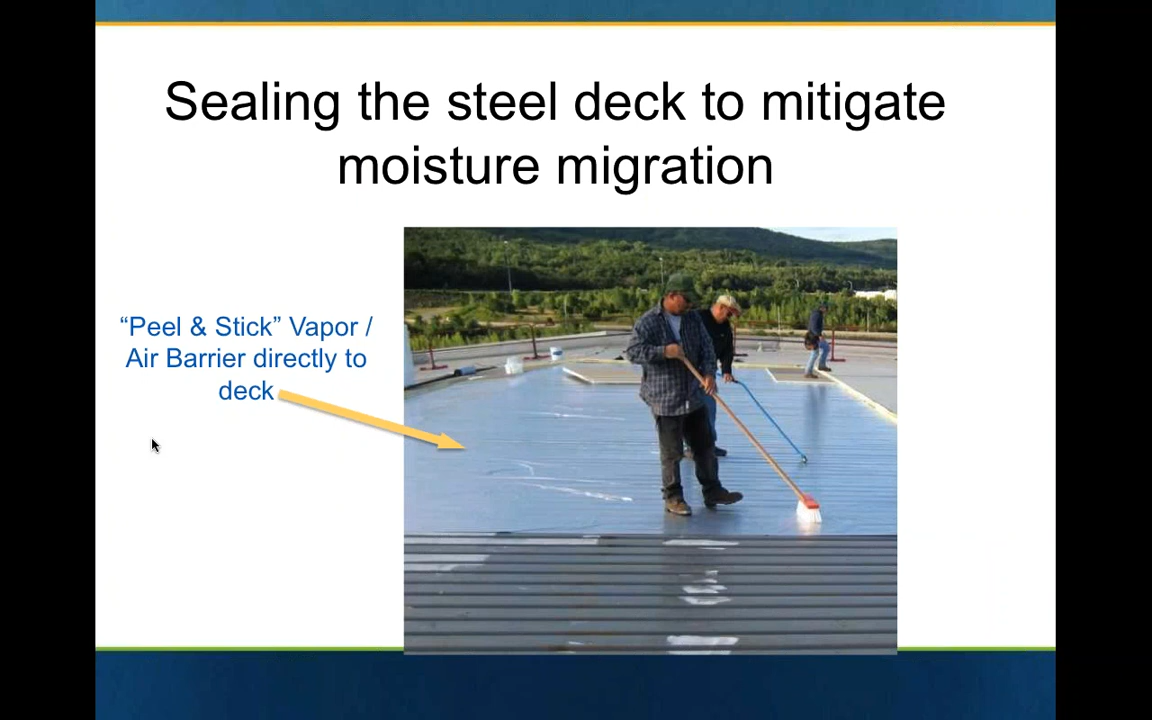 Sealing the steel deck to mitigate
moisture migration
“Peel & Stick” Vapor /
Air Barrier directly to
deck